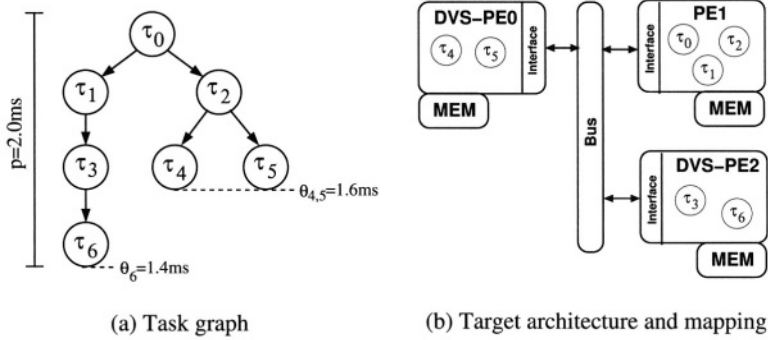 τ0
τ1
τ2
τ3
τ4
τ5
τ6
p=2.0ms
θ4,5=1.6ms
θ6=1.4ms
(a) Task graph
DVS-PE0
τ4
τ5
Interface
MEM
Bus
PE1
Interface
τ0
τ2
τ1
MEM
DVS-PE2
Interface
τ3
τ6
MEM
(b) Target architecture and mapping